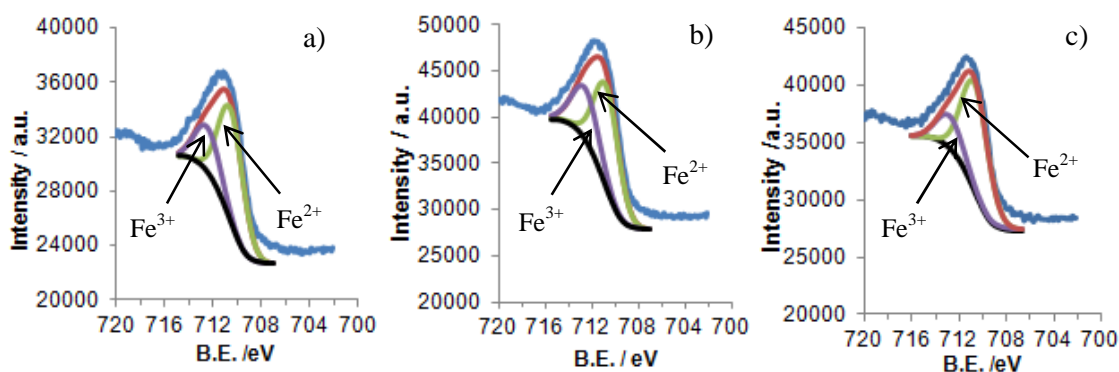 a)
Intensity / a.u.
40000
36000
32000
28000
24000
20000
Fe3+
Fe2+
720 716 712 708 704 700
B.E. /eV
b)
Intensity / a.u.
50000
45000
40000
35000
30000
25000
20000
Fe2+
Fe3+
720 716 712 708 704 700
B.E. / eV
c)
Intensity / a.u.
45000
40000
35000
30000
25000
20000
Fe2+
Fe3+
720 716 712 708 704 700
B.E. /eV